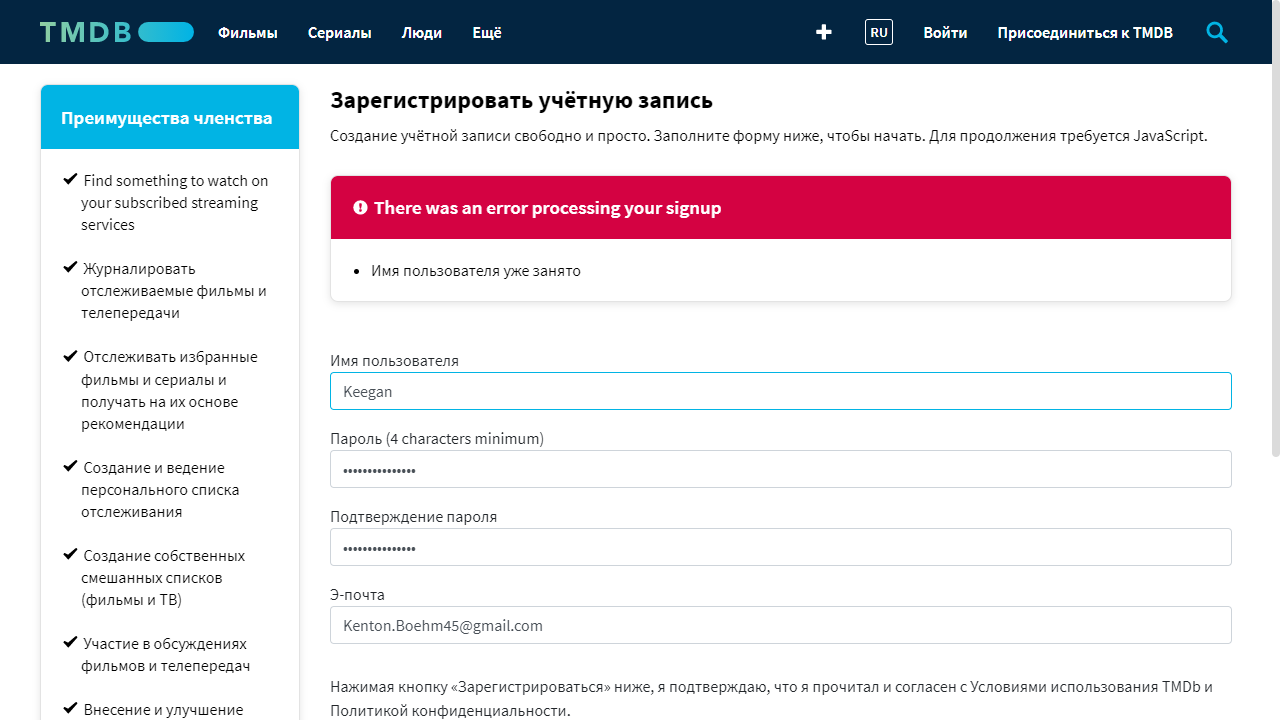 TMDB Фильмы Сериалы Люди Ещё RU Войти Присоединиться к TMDB
Преимущества членства
Find something to watch on
your subscribed streaming
services
Журналировать
отслеживаемые фильмы и
телепередачи
Отслеживать избранные
фильмы и сериалы и
получать на их основе
рекомендации
Создание и ведение
персонального списка
отслеживания
Создание собственных
смешанных списков
(фильмы и ТВ)
Участие в обсуждениях
фильмов и телепередач
Внесение и улучшение
Зарегистрировать учётную запись
Создание учётной записи свободно и просто. Заполните форму ниже, чтобы начать. Для продолжения требуется JavaScript.
There was an error processing your signup
Имя пользователя уже занято
Имя пользователя
Keegan
Пароль (4 characters minimum)
•••••••••••••••
Подтверждение пароля
•••••••••••••••
Э-почта
Kenton.Boehm45@gmail.com
Нажимая кнопку «Зарегистрироваться» ниже, я подтверждаю, что я прочитал и согласен с Условиями использования TMDb и
Политикой конфиденциальности.